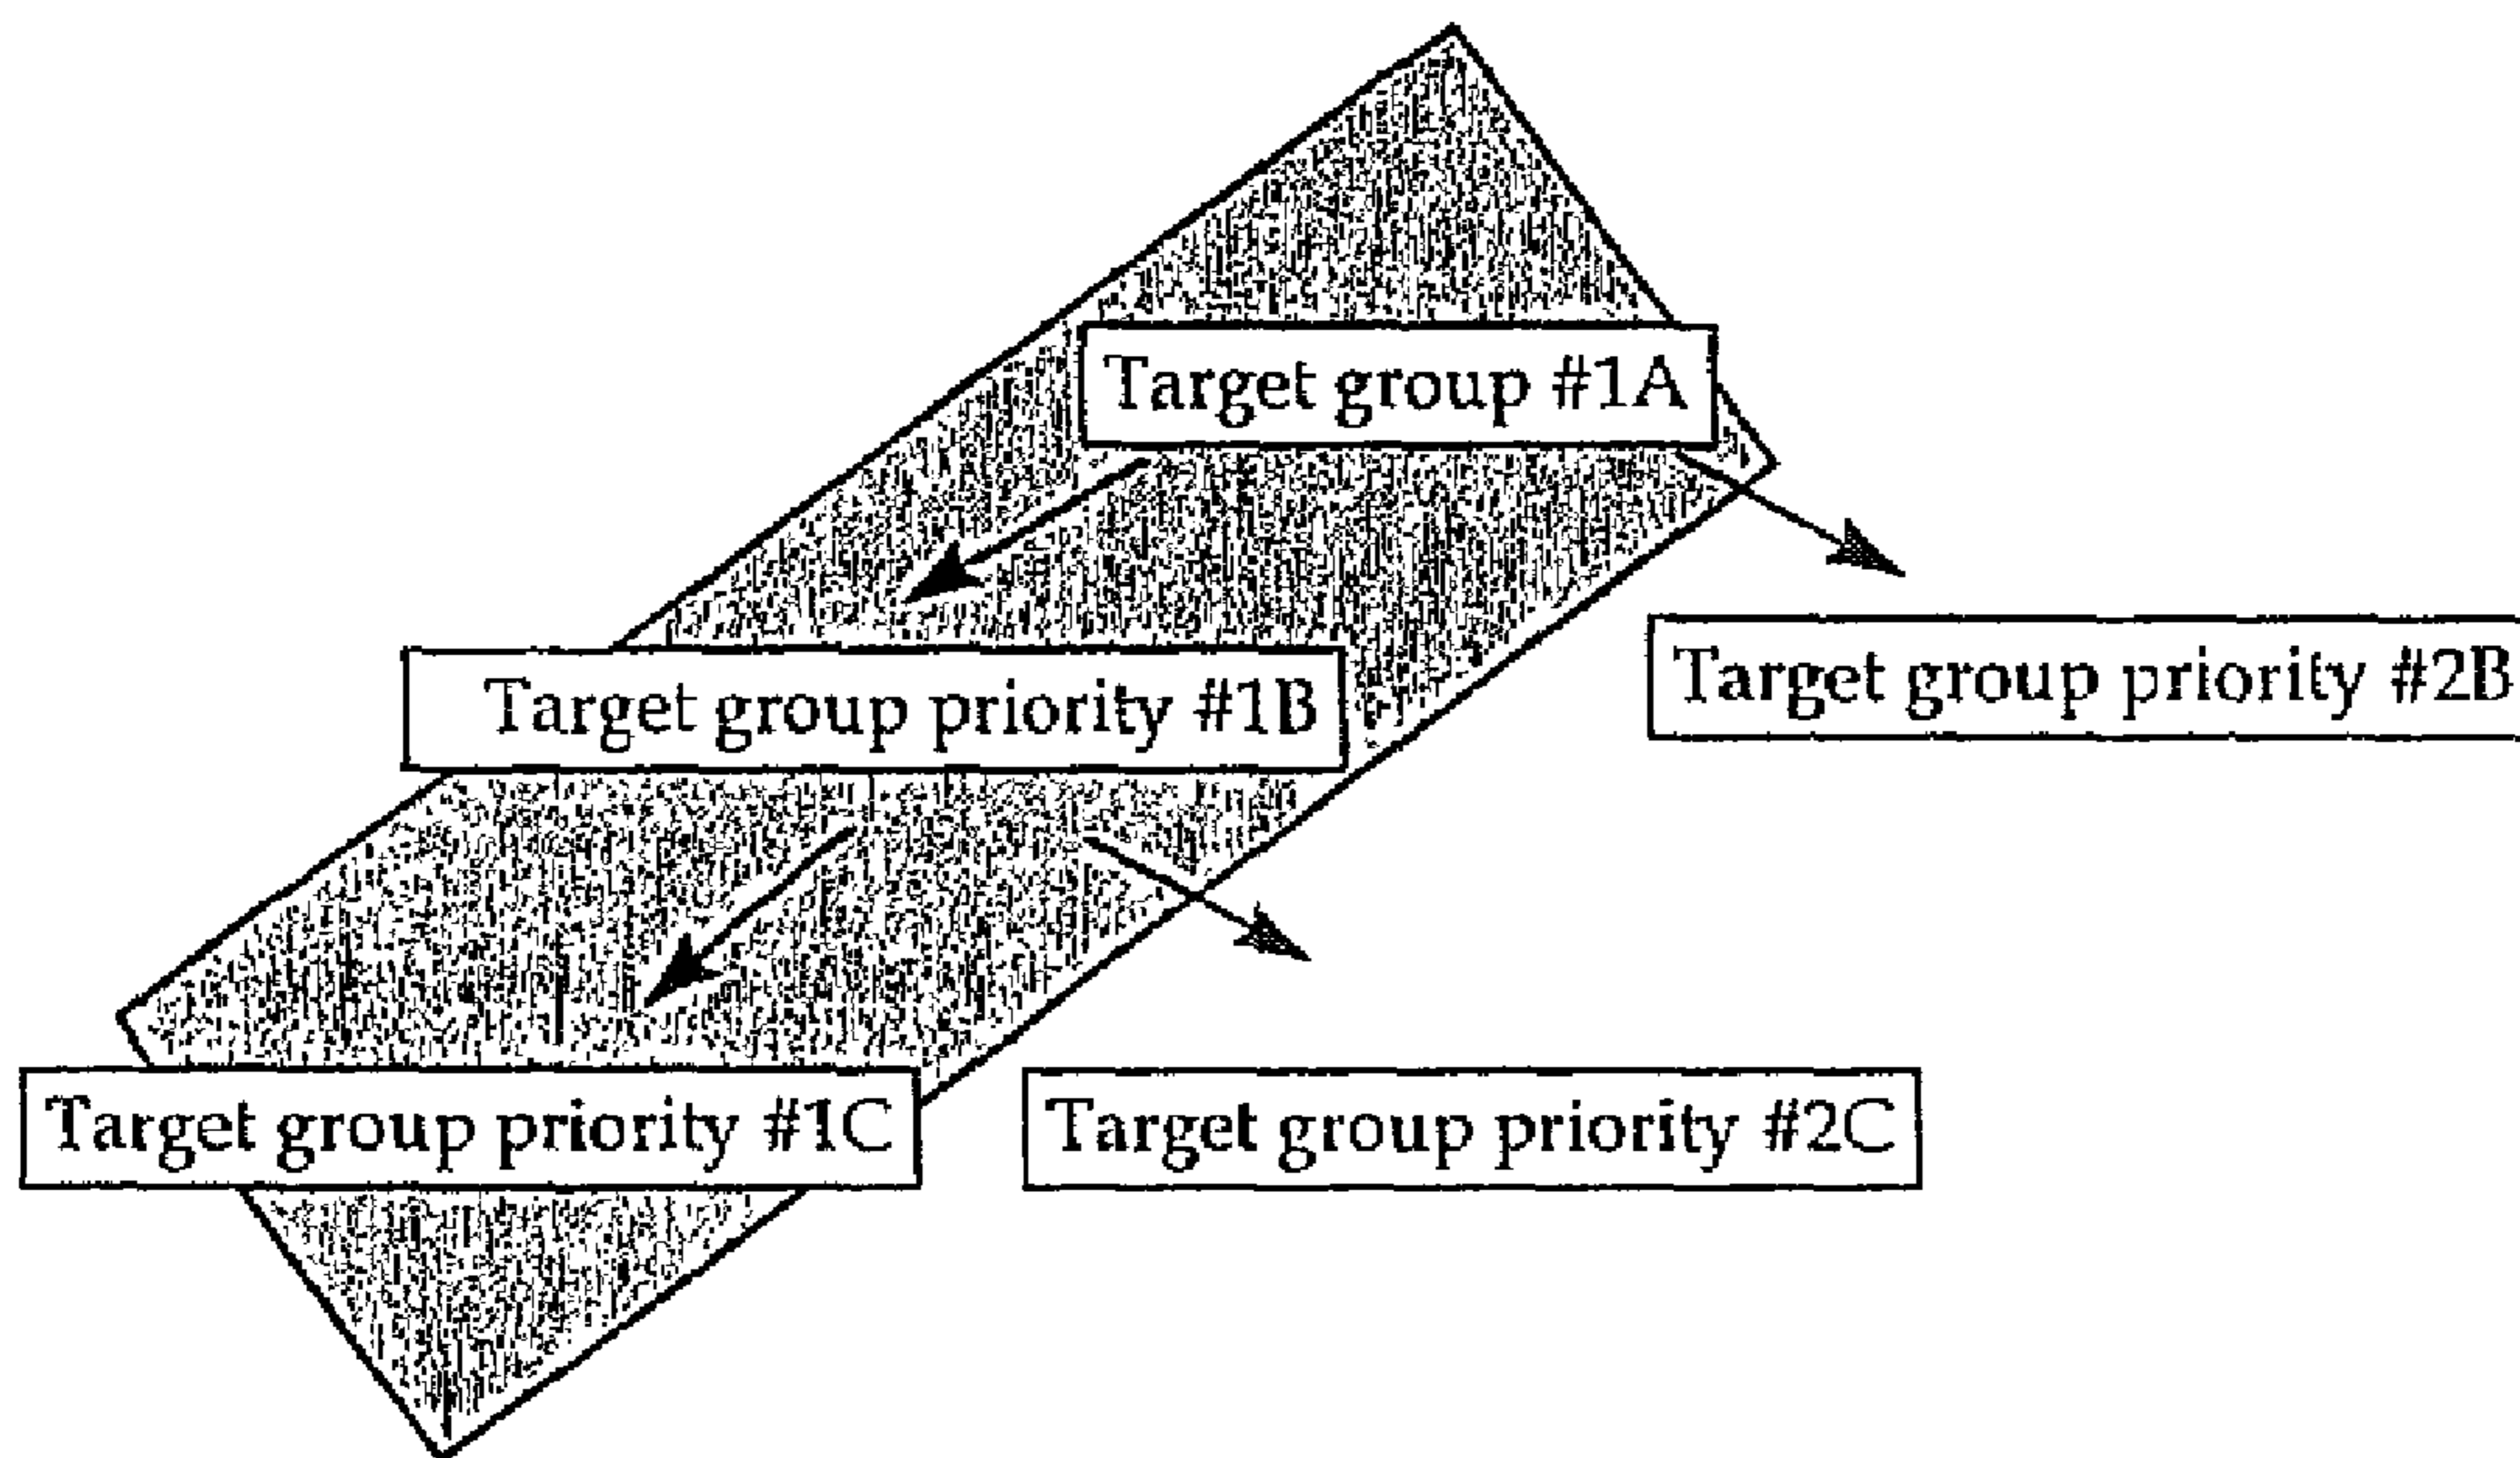 Target group #1A
Target group priority #2B
Target group priority #1B
Target group priority #1C
Target group priority #2C